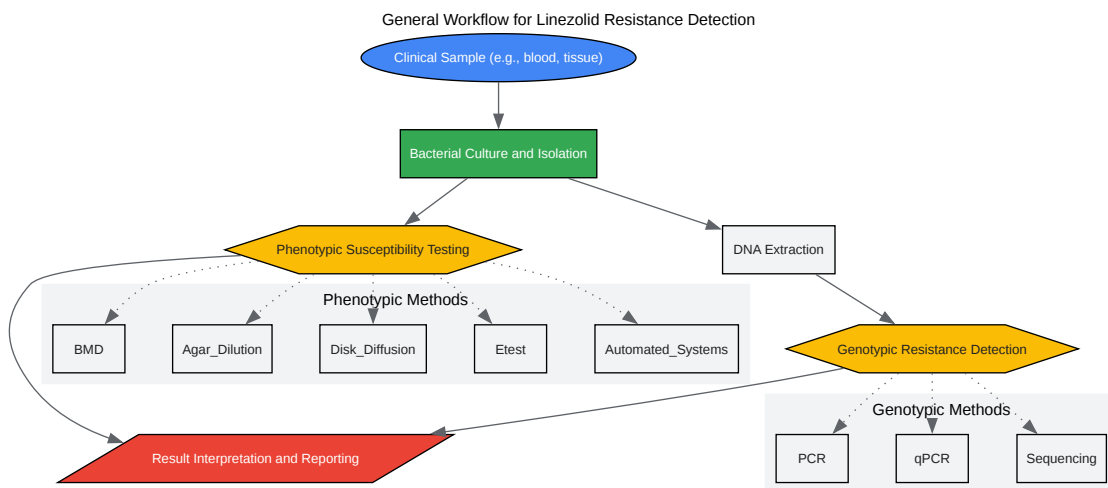 General Workflow for Linezolid Resistance Detection
Clinical Sample (e.g., blood, tissue)
Bacterial Culture and Isolation
Phenotypic Susceptibility Testing
DNA Extraction
Phenotypic Methods
BMD
Agar_Dilution
Disk_Diffusion
Etest
Automated_Systems
Genotypic Resistance Detection
Genotypic Methods
Result Interpretation and Reporting
PCR
qPCR
Sequencing